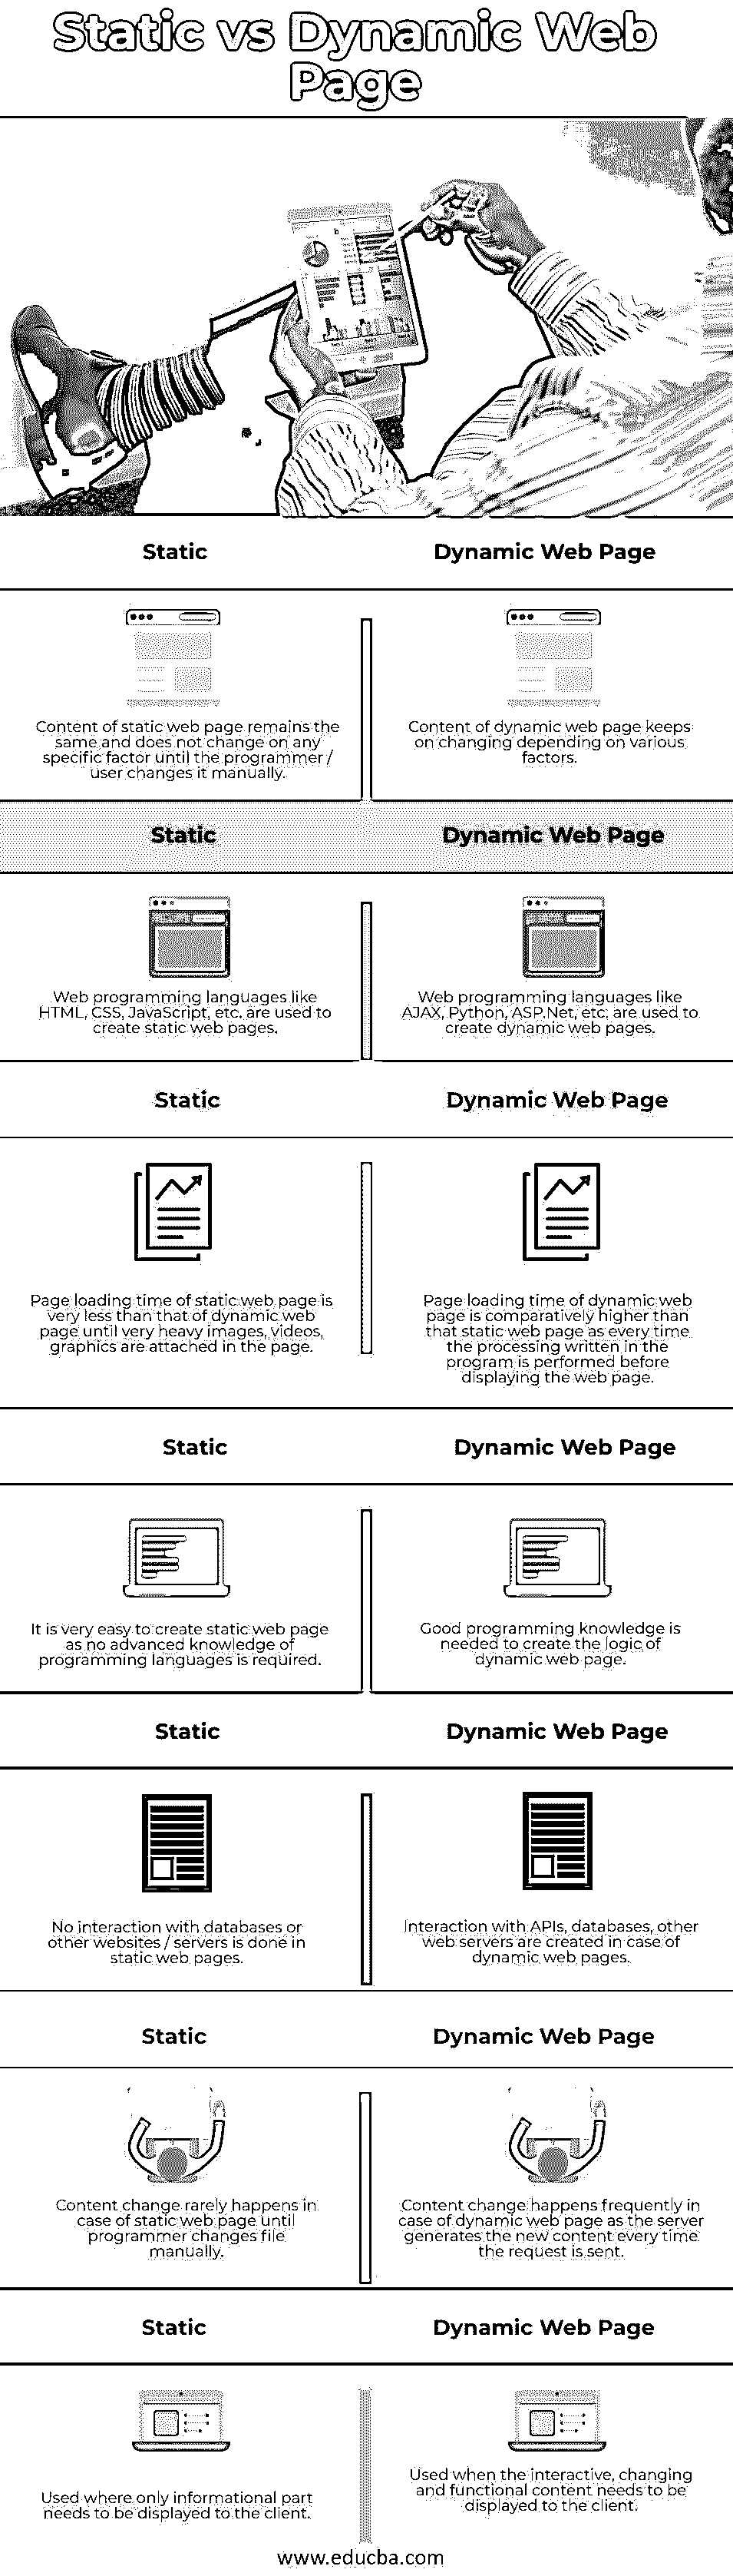 Static vs Dynamic Web
Page
Static
Dynamic Web Page
Content of static web page remains the
same and does not change on any
specific factor until the programmer /
user changes it manually.
Content of dynamic web page keeps
on changing depending on various
factors.
Static
Dynamic Web Page
Web programming languages like
HTML, CSS, JavaScript, etc. are used to
create static web pages.
Web programming languages like
AJAX, Python, ASP.Net, etc. are used to
create dynamic web pages.
Static
Dynamic Web Page
Page loading time of static web page is
very less than that of dynamic web
page until very heavy images, videos,
graphics are attached in the page.
Page loading time of dynamic web
page is comparatively higher than
that static web page as every time
the processing written in the
program is performed before
displaying the web page.
Static
Dynamic Web Page
It is very easy to create static web page
as no advanced knowledge of
programming languages is required.
Good programming knowledge is
needed to create the logic of
dynamic web page.
Static
Dynamic Web Page
No interaction with databases or
other websites / servers is done in
static web pages.
Interaction with APIs, databases, other
web servers are created in case of
dynamic web pages.
Static
Dynamic Web Page
Content change rarely happens in
case of static web page until
programmer changes file
manually.
Content change happens frequently in
case of dynamic web page as the server
generates the new content every time
the request is sent.
Static
Dynamic Web Page
Used where only informational part
needs to be displayed to the client.
Used when the interactive, changing
and functional content needs to be
displayed to the client.
www.educba.com